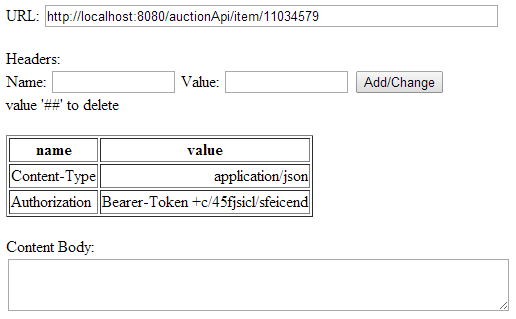 URL: http://localhost:8080/auctionApi/item/11034579
Headers:
Name: Value: Add/Change
value '##' to delete
name value
Content-Type application/json
Authorization Bearer-Token +c/45fjsicl/sfeicend
Content Body: